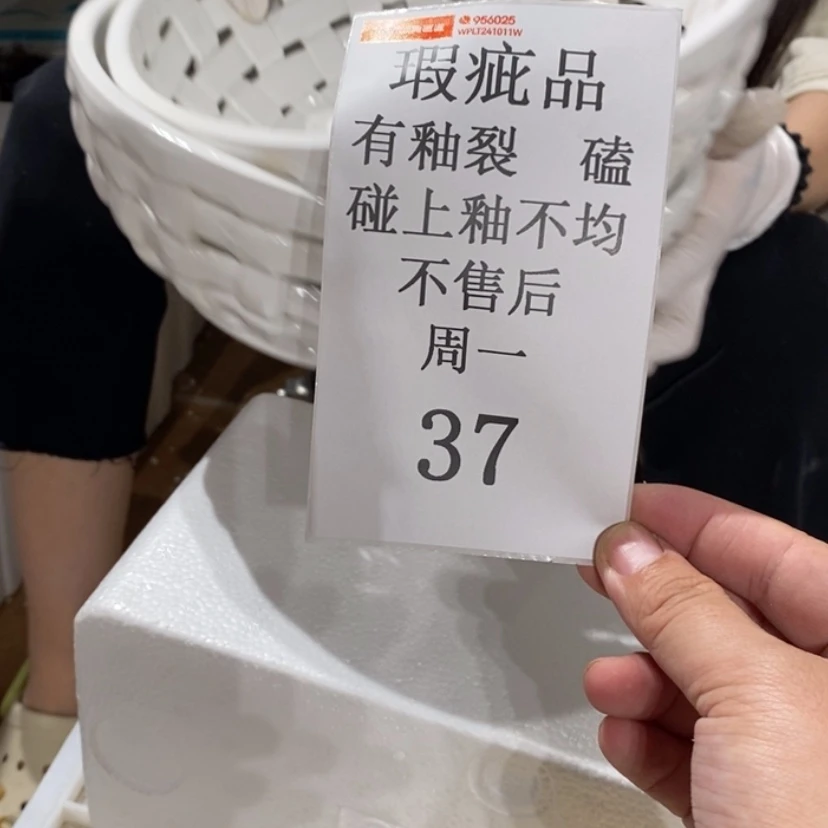 956025
WPLT241011W
瑕疵品
有釉裂 磕
碰上釉不均
不售后
周一
37